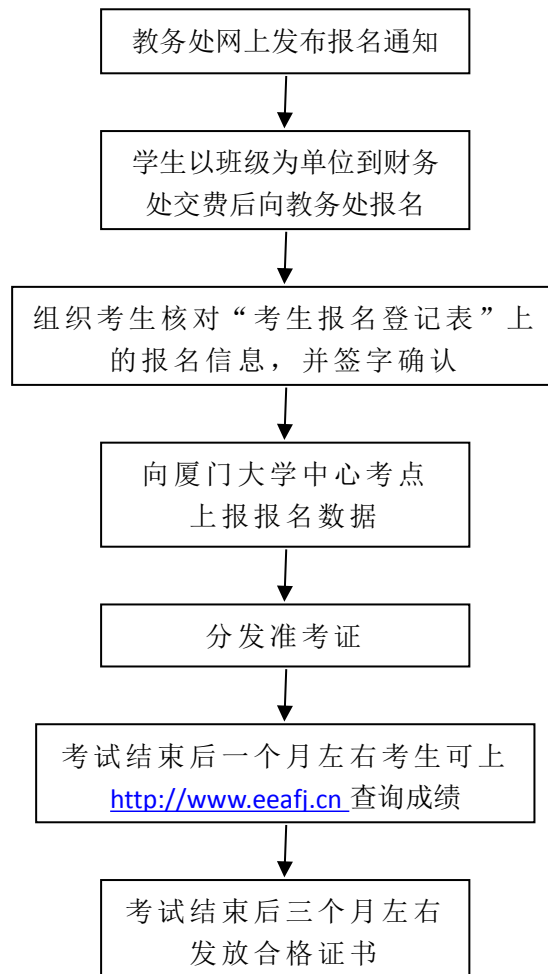 教务处网上发布报名通知
学生以班级为单位到财务
处交费后向教务处报名
组织考生核对“考生报名登记表”上
的报名信息，并签字确认
向厦门大学中心考点
上报报名数据
分发准考证
考试结束后一个月左右考生可上
http://www.eeafj.cn 查询成绩
考试结束后三个月左右
发放合格证书